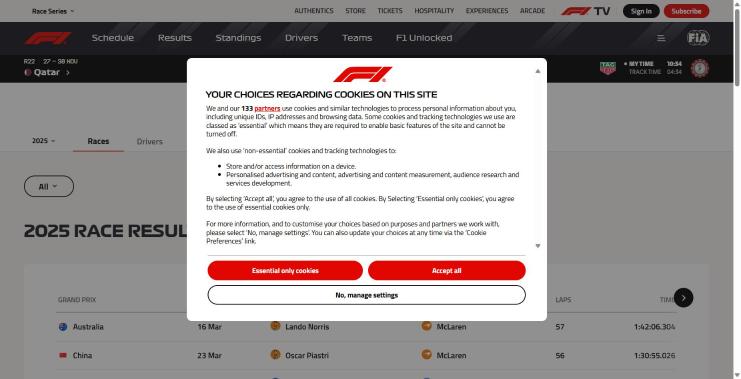 Race Series
AUTHENTICS STORE TICKETS HOSPITALITY EXPERIENCES ARCADE F1 TV Sign In Subscribe
F1 Schedule Results Standings Drivers Teams F1 Unlocked FIA
R22 27 - 30 NOV
Qatar
TAG
MY TIME 10:34
TRACK TIME 04:34
F1
YOUR CHOICES REGARDING COOKIES ON THIS SITE
We and our 133 partners use cookies and similar technologies to process personal information about you,
including unique IDs, IP addresses and browsing data. Some cookies and tracking technologies we use are
classed as 'essential' which means they are required to enable basic features of the site and cannot be
turned off.
We also use 'non-essential' cookies and tracking technologies to:
Store and/or access information on a device.
Personalised advertising and content, advertising and content measurement, audience research and
services development.
By selecting 'Accept all', you agree to the use of all cookies. By Selecting 'Essential only cookies', you agree
to the use of essential cookies only.
For more information, and to customise your choices based on purposes and partners we work with,
please select 'No, manage settings'. You can also update your choices at any time via the 'Cookie
Preferences' link.
Essential only cookies Accept all
No, manage settings
2025 Races Drivers
All
2025 RACE RESUL
GRAND PRIX LAPS TIM
Australia 16 Mar Lando Norris McLaren 57 1:42:06.304
China 23 Mar Oscar Piastri McLaren 56 1:30:55.026